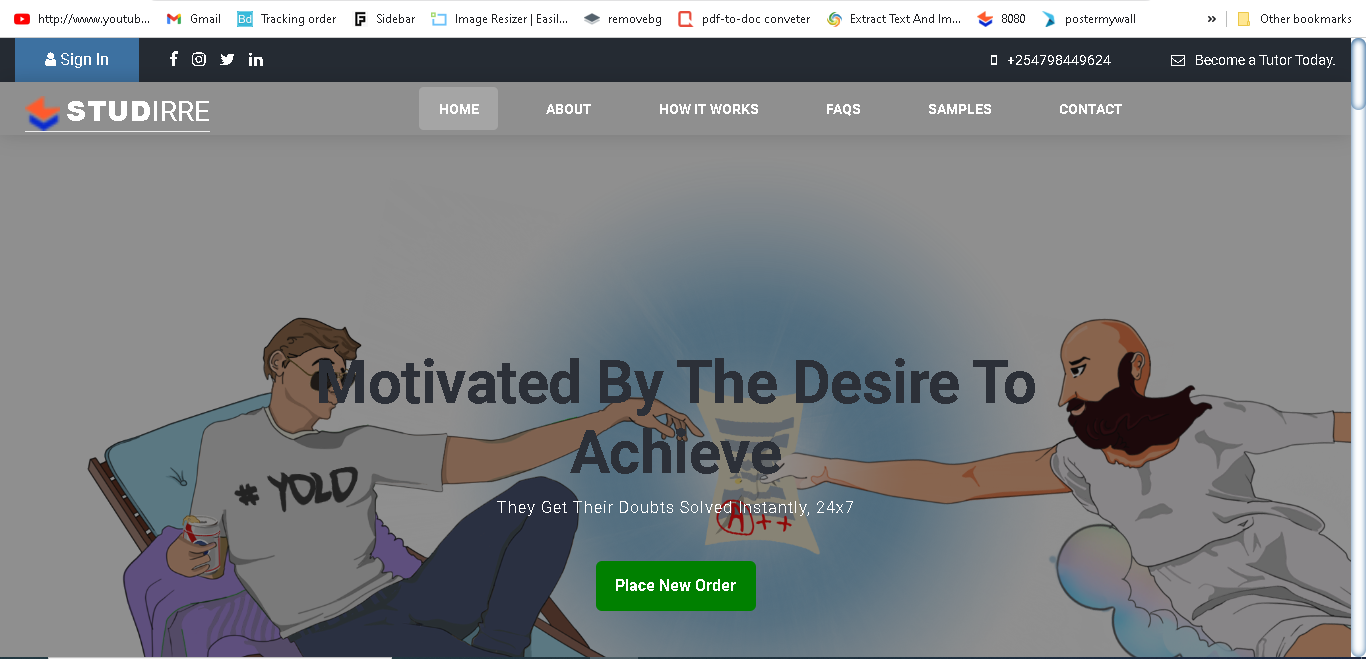 http://www.youtub... Gmail Tracking order Sidebar Image Resizer | Easil... removebg pdf-to-doc conveter Extract Text And Im... 8080 postermywall » Other bookmarks
Sign In +254798449624 Become a Tutor Today.
STUDIRRE HOME ABOUT HOW IT WORKS FAQS SAMPLES CONTACT
Motivated By The Desire To
Achieve
# YOLO
They Get Their Doubts Solved Instantly, 24x7
A++
Place New Order